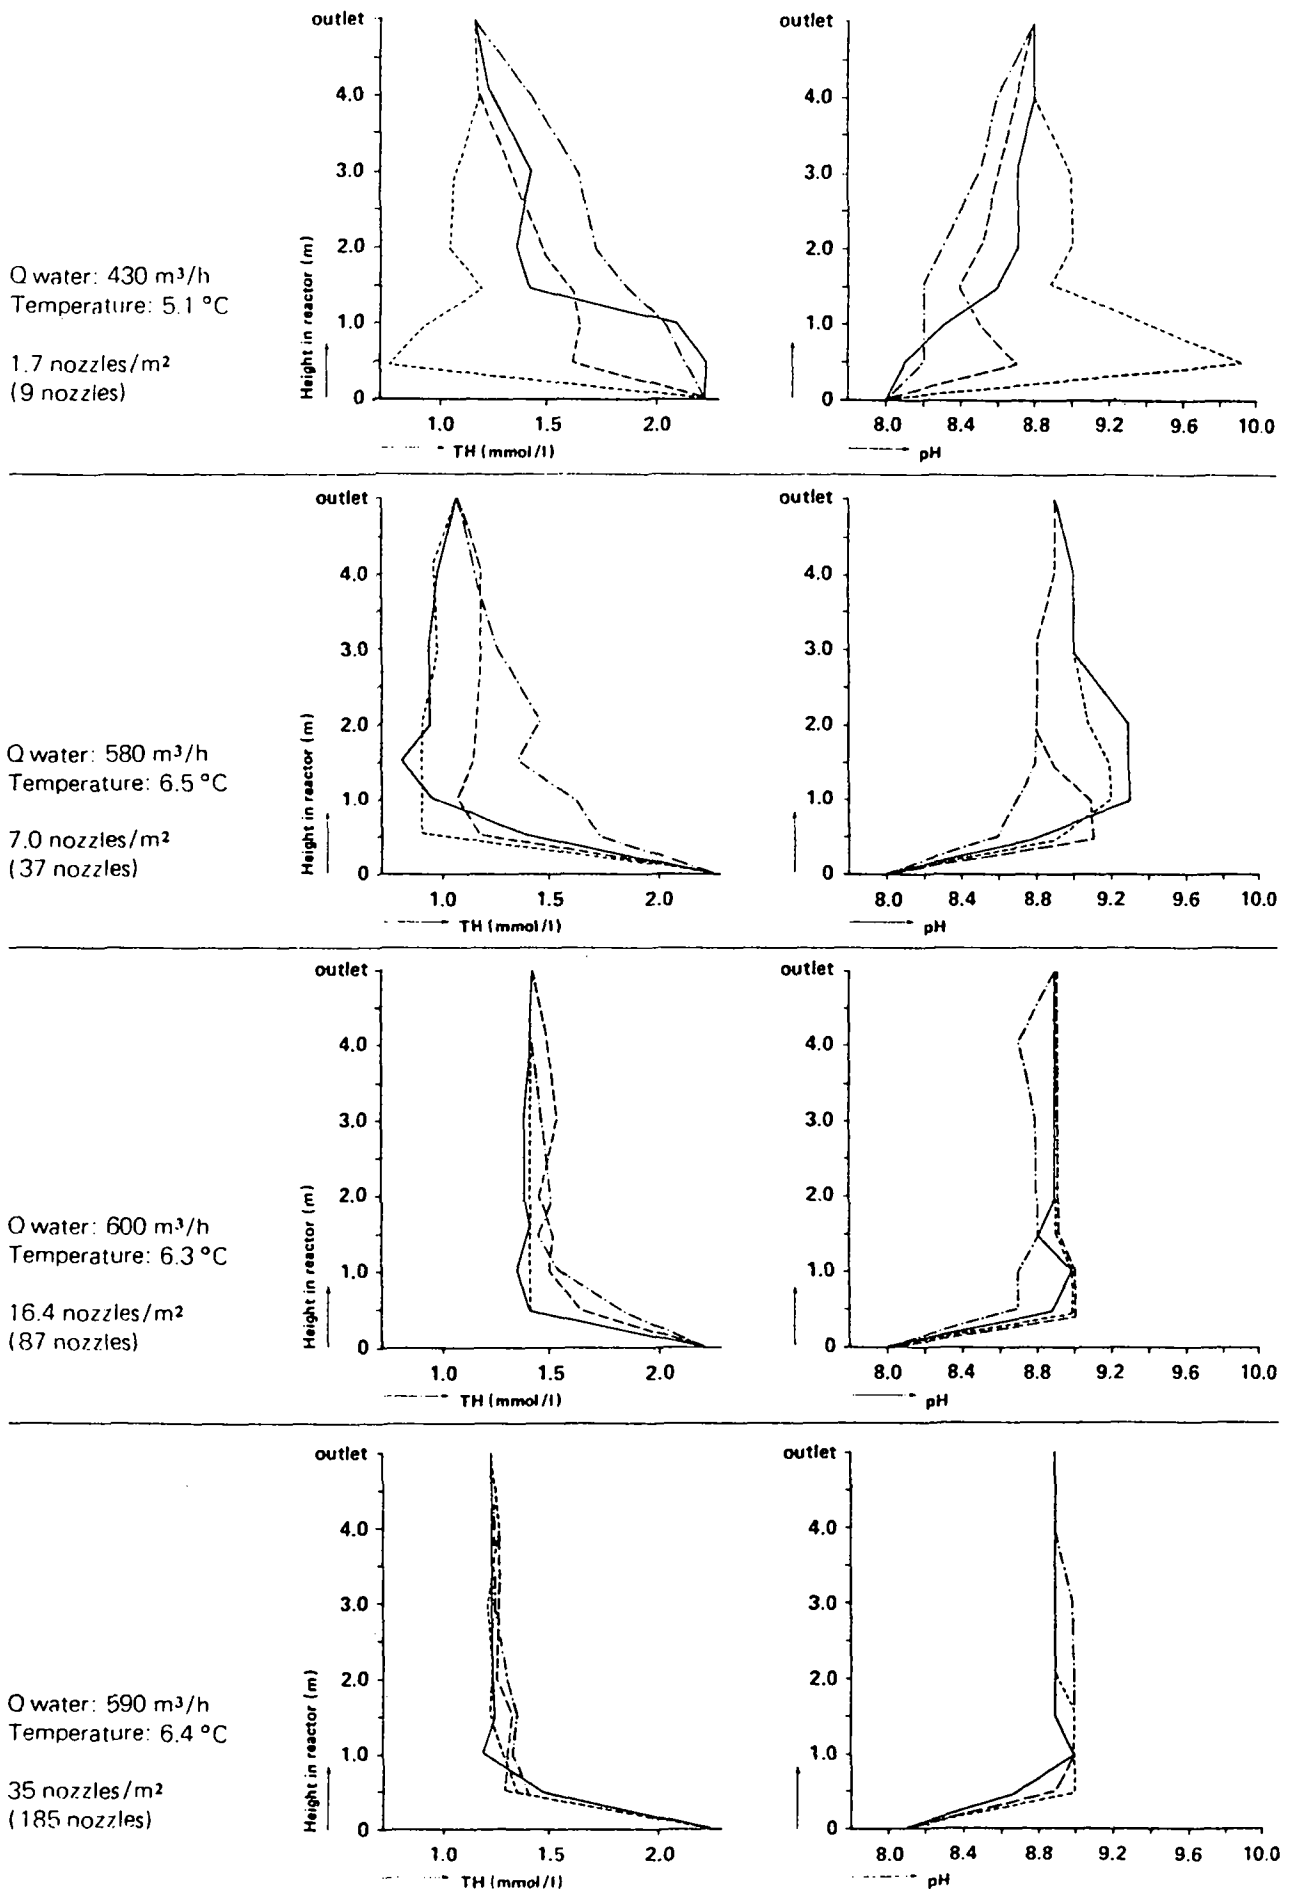 outlet
4.0
3.0
2.0
1.0
0
Height in reactor (m)
1.0 1.5 2.0
TH (mmol/l)
outlet
4.0
3.0
2.0
1.0
0
8.0 8.4 8.8 9.2 9.6 10.0
pH
Q water: 430 m³/h
Temperature: 5.1 °C
1.7 nozzles/m²
(9 nozzles)
outlet
4.0
3.0
2.0
1.0
0
Height in reactor (m)
1.0 1.5 2.0
TH (mmol/l)
outlet
4.0
3.0
2.0
1.0
0
8.0 8.4 8.8 9.2 9.6 10.0
pH
Q water: 580 m³/h
Temperature: 6.5 °C
7.0 nozzles/m²
(37 nozzles)
outlet
4.0
3.0
2.0
1.0
0
Height in reactor (m)
1.0 1.5 2.0
TH (mmol/l)
outlet
4.0
3.0
2.0
1.0
0
8.0 8.4 8.8 9.2 9.6 10.0
pH
Q water: 600 m³/h
Temperature: 6.3 °C
16.4 nozzles/m²
(87 nozzles)
outlet
4.0
3.0
2.0
1.0
0
Height in reactor (m)
1.0 1.5 2.0
TH (mmol/l)
outlet
4.0
3.0
2.0
1.0
0
8.0 8.4 8.8 9.2 9.6 10.0
pH
Q water: 590 m³/h
Temperature: 6.4 °C
35 nozzles/m²
(185 nozzles)